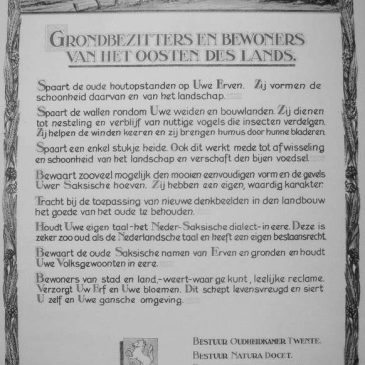 GRONDBEZITTERS EN BEWONERS
VAN HET OOSTEN DES LANDS.
Spaart de oude houtopstanden op Uwe Erven. Zij vormen de
schoonheid daarvan en van het landschap.
Spaart de wallen rondom Uwe weiden en bouwlanden. Zij dienen
tot nesteling en verblijf van nuttige vogels die insecten verdelgen.
Zij helpen de winden keeren en zij brengen humus door hunne bladeren.
Spaart een enkel stukje heide. Ook dit werkt mede tot afwisseling
en schoonheid van het landschap en verschaft den bijen voedsel.
Bewaart zooveel mogelijk den mooien eenvoudigen vorm en de gevels
Uwer Saksische hoeven. Zij hebben een eigen, waardig karakter.
Tracht bij de toepassing van nieuwe denkbeelden in den landbouw
het goede van het oude te behouden.
Houdt Uwe eigen taal-het Neder-Saksische dialect-in eere. Deze is
zeker zoo oud als de Nederlandsche taal en heeft een eigen bestaansrecht.
Bewaart de oude Saksische namen van Erven en gronden en houdt
Uwe Volksgewoonten in eere.
Bewoners van stad en land,-weert-waar ge kunt, leelijke reclame.
Verzorgt Uw Erf en Uwe bloemen. Dit schept levensvreugd en siert
U zelf en Uwe gansche omgeving.
BESTUUR OUDHEIDKAMER TWENTE.
BESTUUR NATURA DOCET.